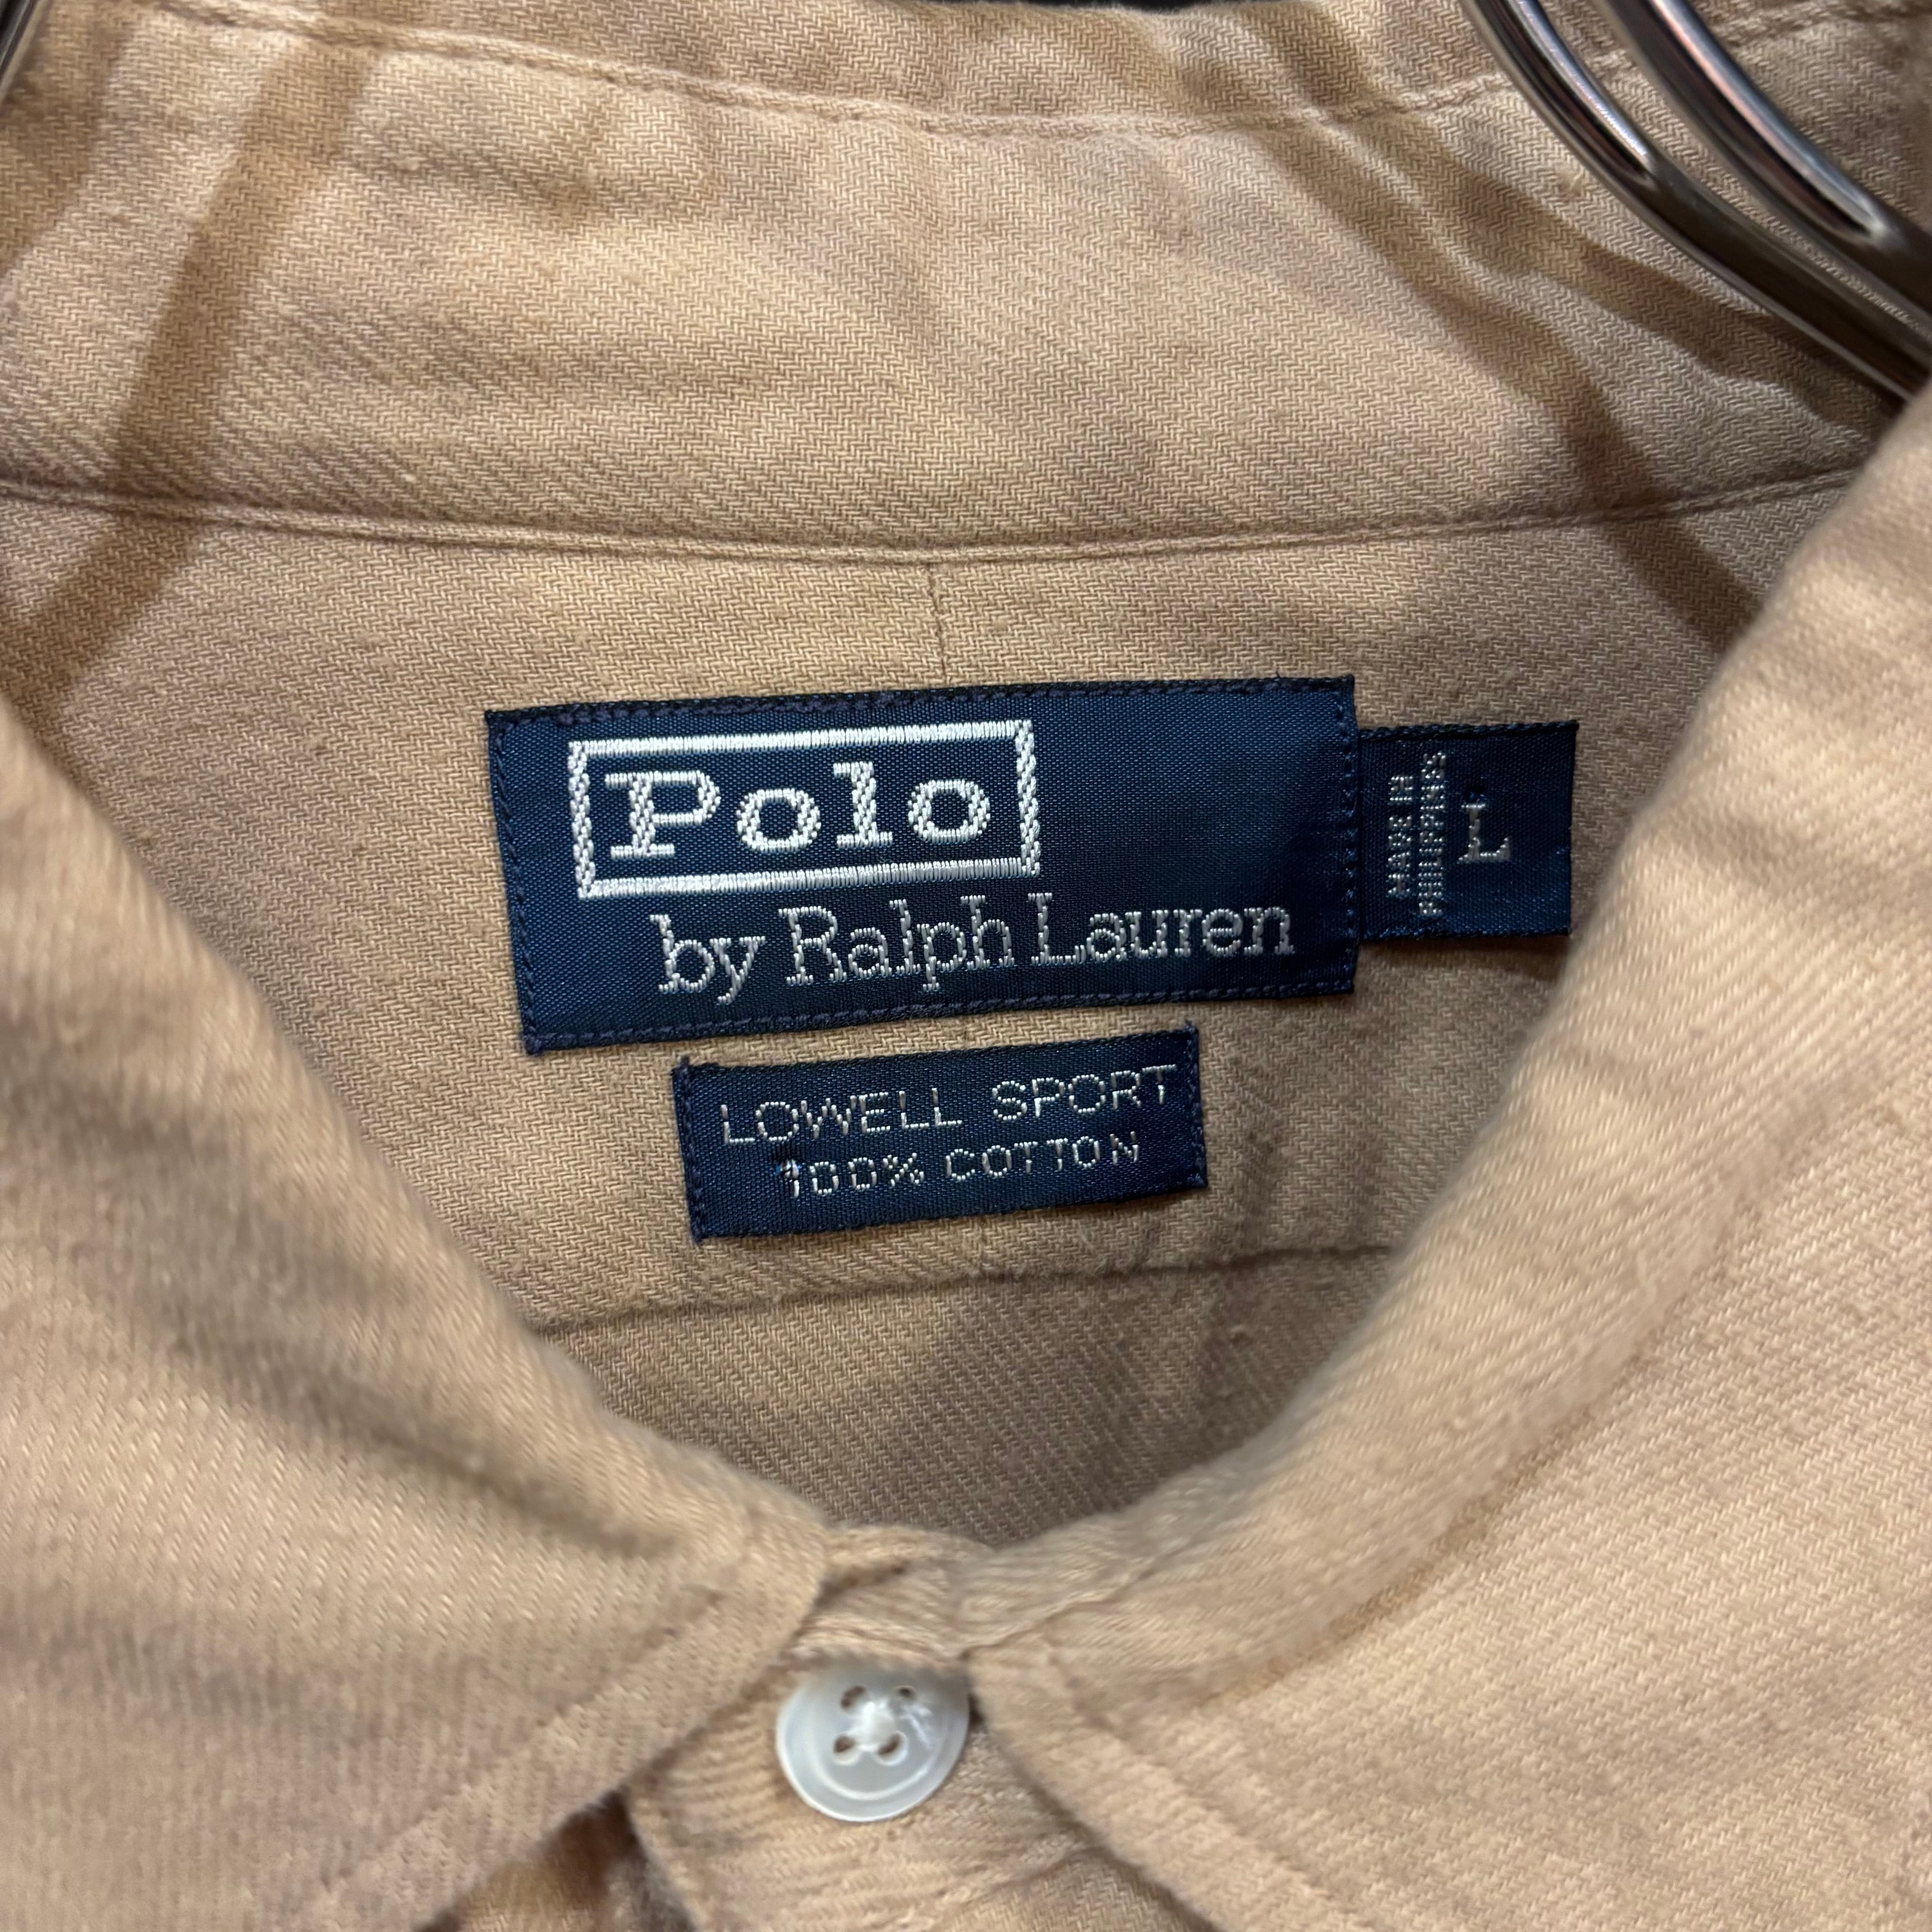 Polo
by Ralph Lauren
MADE IN
PHILIPPINES
L
LOWELL SPORT
100% COTTON